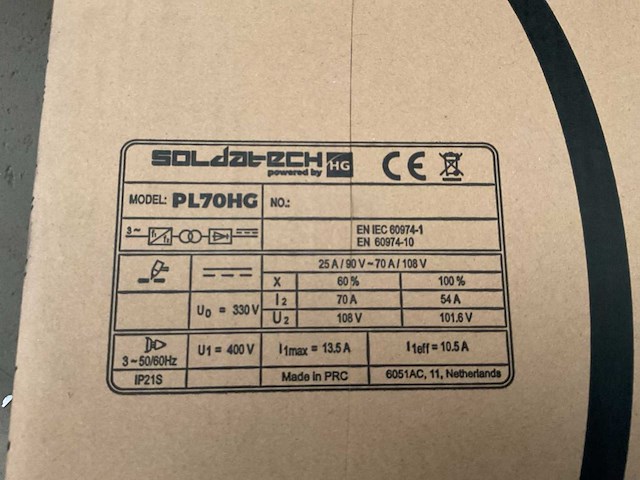 SOLdatECH HG
powered by
CE
MODEL: PL70HG NO.:
3~ f1 f2
EN IEC 60974-1
EN 60974-10
25 A / 90 V ~ 70 A / 108 V
X 60 % 100 %
U0 = 330 V
I2 70 A 54 A
U2 108 V 101.6 V
3 ~ 50/60Hz U1 = 400 V I1max = 13.5 A I1eff = 10.5 A
IP21S Made in PRC 6051AC, 11, Netherlands